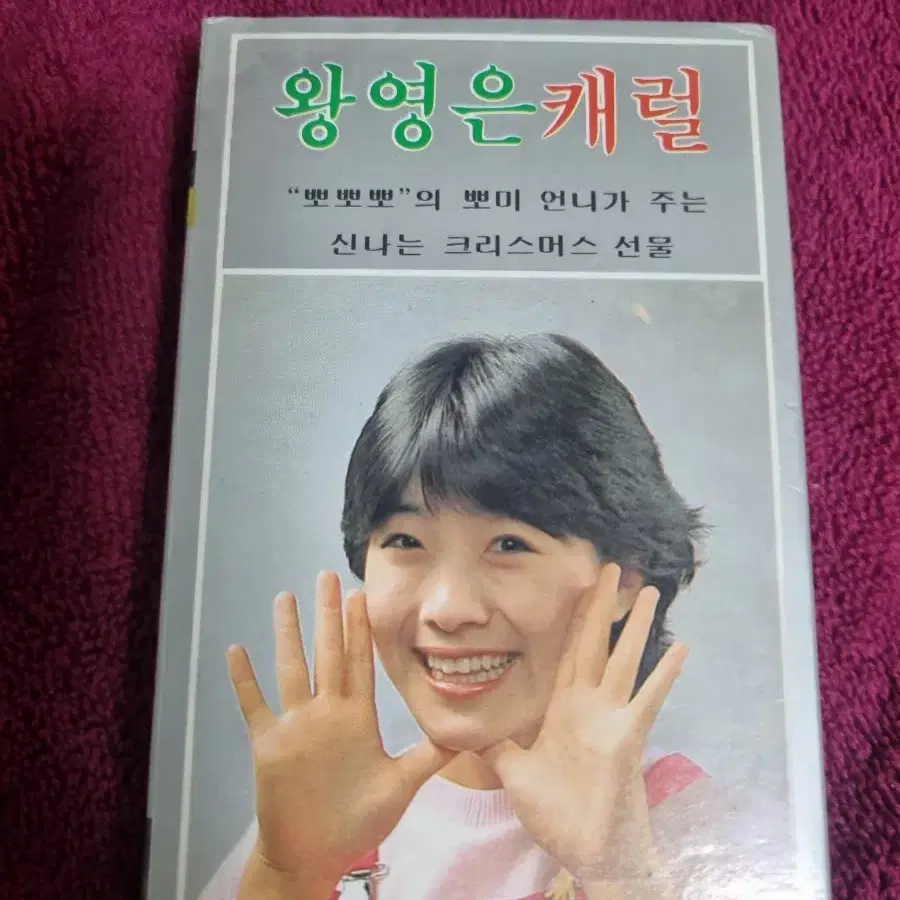 왕영은캐럴
“뽀뽀뽀”의 뽀미 언니가 주는
신나는 크리스머스 선물